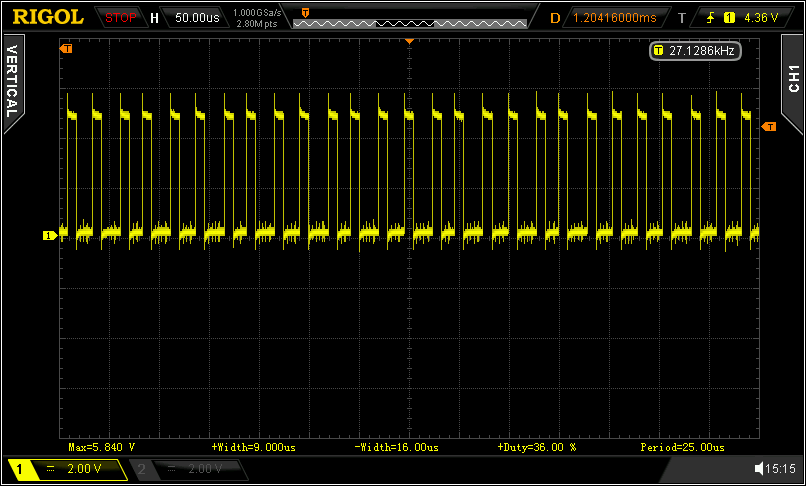 RIGOL STOP H 50.00us 1.000GSa/s 2.80M pts T D 1.20416000ms T 1 4.36 V
T T 27.1286kHz
VERTICAL
CH1
T
1
Max=5.840 V +Width=9.000us -Width=16.00us +Duty=36.00 % Period=25.00us
1 2.00 V 2 2.00 V 15:15